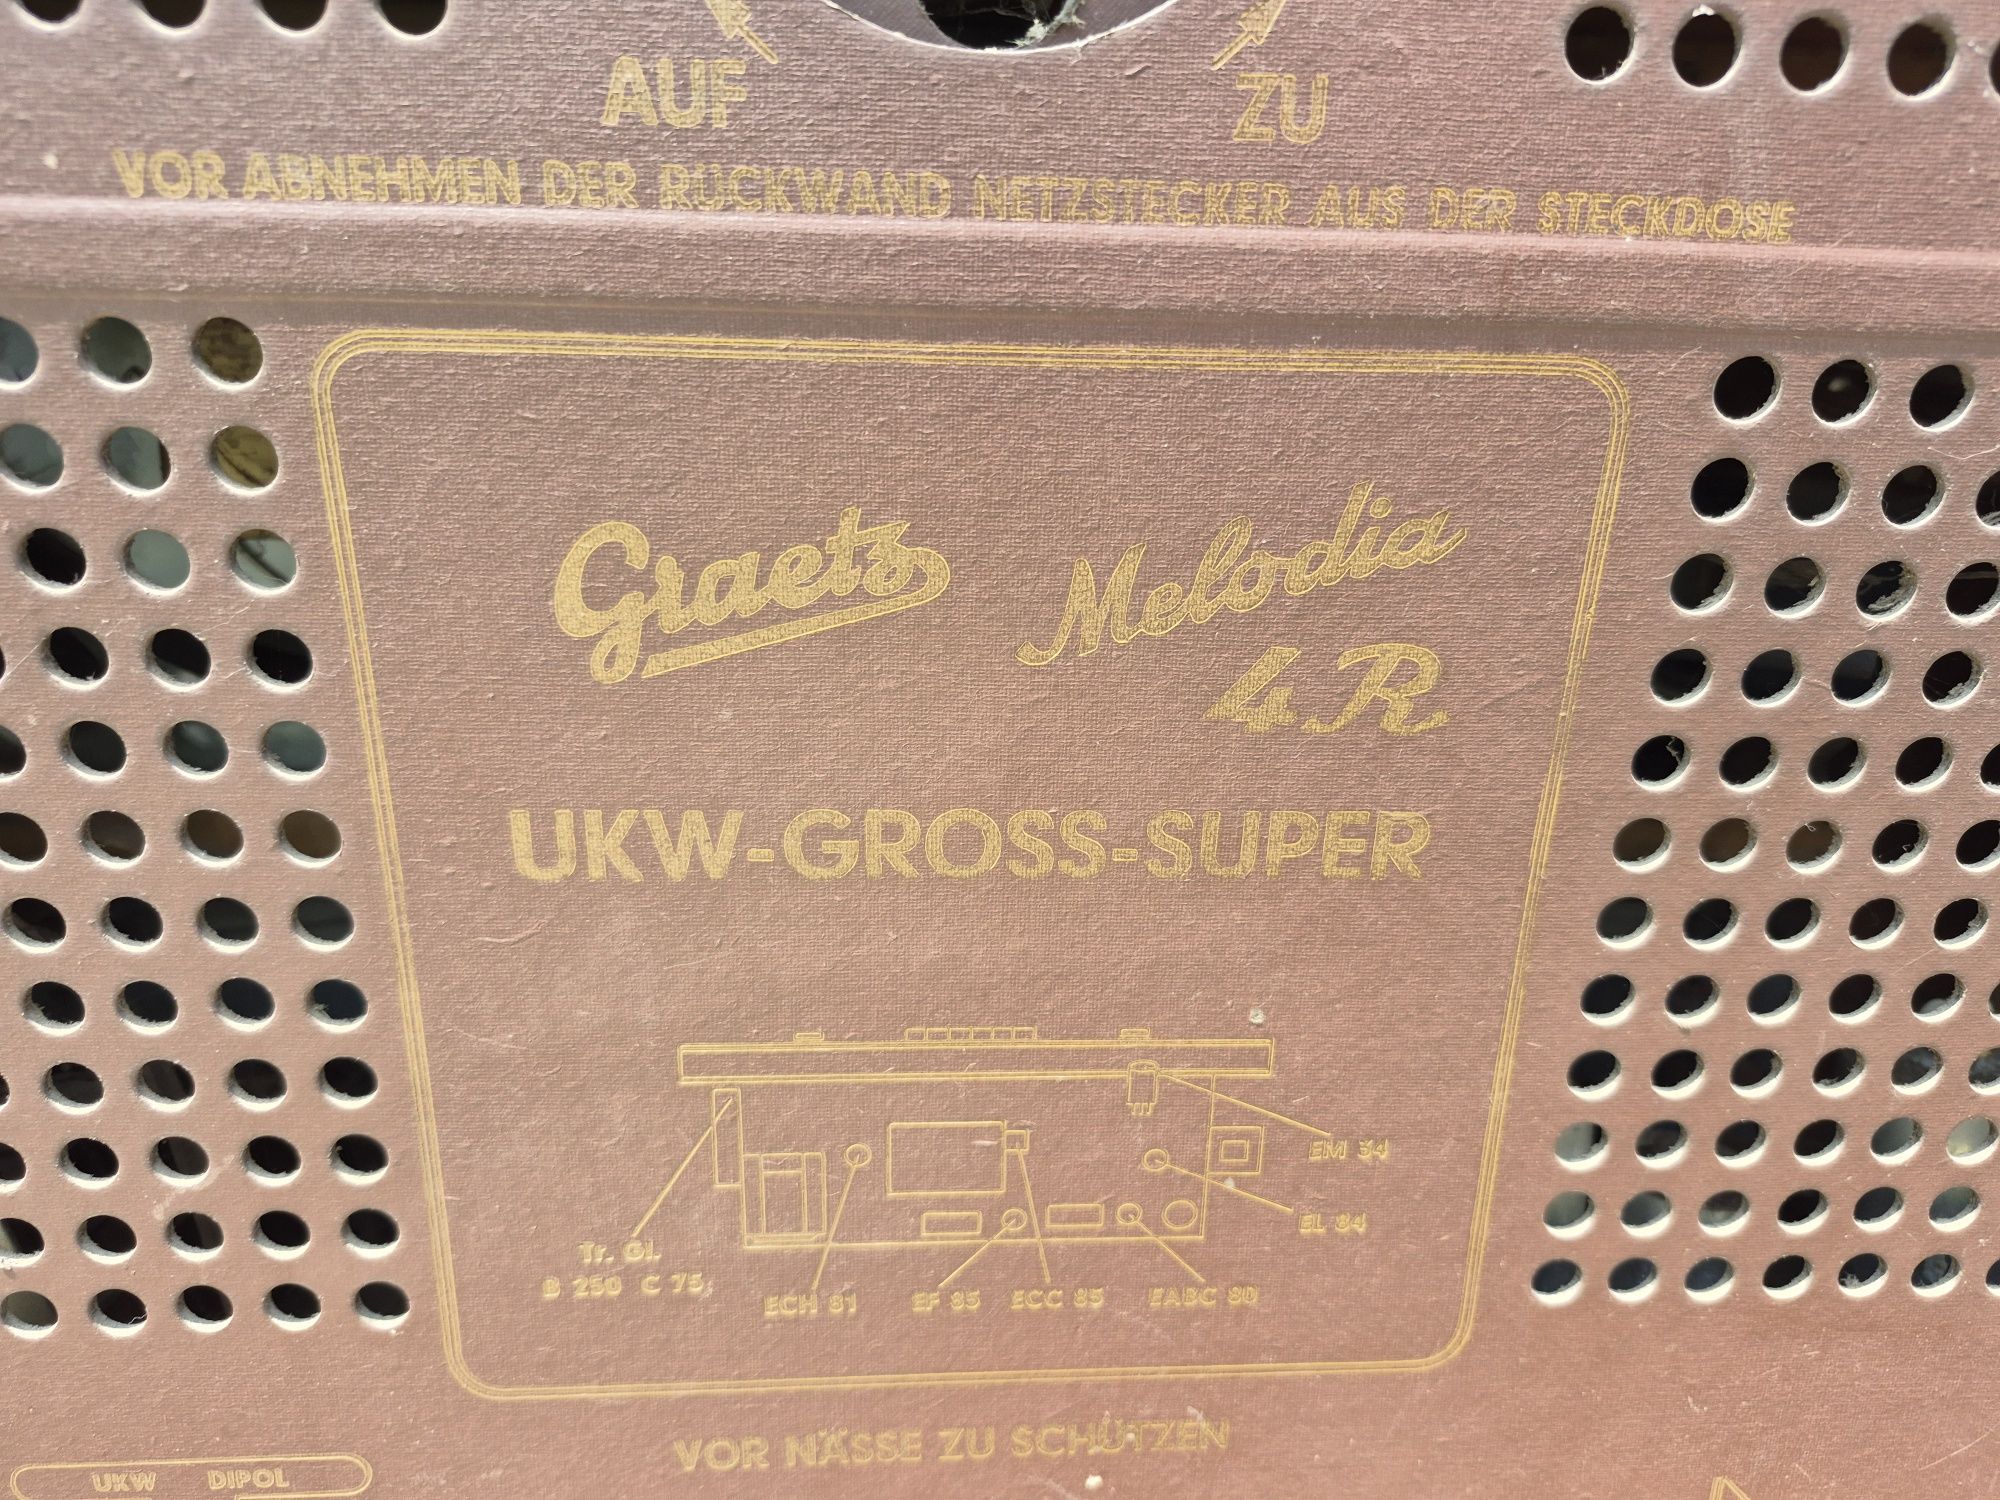 AUF ZU
VOR ABNEHMEN DER RÜCKWAND NETZSTECKER AUS DER STECKDOSE
Graetz Melodia
4R
UKW-GROSS-SUPER
EM 34
EL 84
Tr. Gl.
B 250 C 75
ECH 81 EF 85 ECC 85 EABC 80
VOR NÄSSE ZU SCHÜTZEN
UKW DIPOL